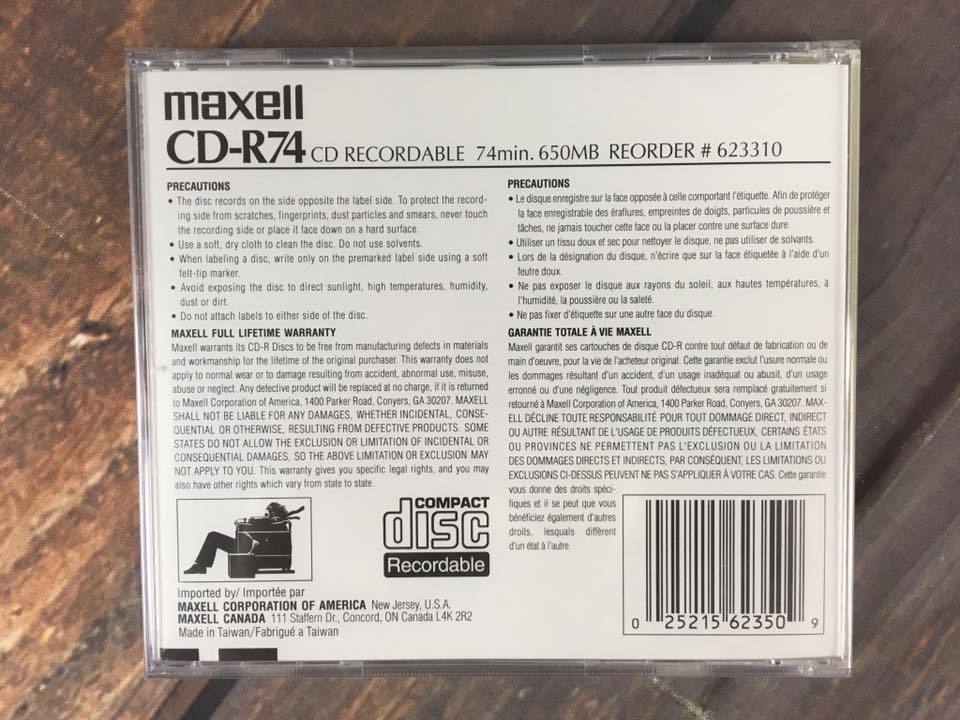 maxell
CD-R74 CD RECORDABLE 74min. 650MB REORDER # 623310
PRECAUTIONS
• The disc records on the side opposite the label side. To protect the record-
ing side from scratches, fingerprints, dust particles and smears, never touch
the recording side or place it face down on a hard surface.
• Use a soft, dry cloth to clean the disc. Do not use solvents.
• When labeling a disc, write only on the premarked label side using a soft
felt-tip marker.
• Avoid exposing the disc to direct sunlight, high temperatures, humidity,
dust or dirt.
• Do not attach labels to either side of the disc.
MAXELL FULL LIFETIME WARRANTY
Maxell warrants its CD-R Discs to be free from manufacturing defects in materials
and workmanship for the lifetime of the original purchaser. This warranty does not
apply to normal wear or to damage resulting from accident, abnormal use, misuse,
abuse or neglect. Any defective product will be replaced at no charge, if it is returned
to Maxell Corporation of America, 1400 Parker Road, Conyers, GA 30207. MAXELL
SHALL NOT BE LIABLE FOR ANY DAMAGES, WHETHER INCIDENTAL, CONSE-
QUENTIAL OR OTHERWISE, RESULTING FROM DEFECTIVE PRODUCTS. SOME
STATES DO NOT ALLOW THE EXCLUSION OR LIMITATION OF INCIDENTAL OR
CONSEQUENTIAL DAMAGES, SO THE ABOVE LIMITATION OR EXCLUSION MAY
NOT APPLY TO YOU. This warranty gives you specific legal rights, and you may
also have other rights which vary from state to state.
PRECAUTIONS
• Le disque enregistre sur la face opposée à celle comportant l'étiquette. Afin de protéger
la face enregistrable des éraflures, empreintes de doigts, particules de poussière et
tâches, ne jamais toucher cette face ou la placer contre une surface dure.
• Utiliser un tissu doux et sec pour nettoyer le disque, ne pas utiliser de solvants.
• Lors de la désignation du disque, n'écrire que sur la face étiquetée à l'aide d'un
feutre doux.
• Ne pas exposer le disque aux rayons du soleil, aux hautes températures, à
l'humidité, la poussière ou la saleté.
• Ne pas fixer d'étiquette sur une autre face du disque.
GARANTIE TOTALE À VIE MAXELL
Maxell garantit ses cartouches de disque CD-R contre tout défaut de fabrication ou de
main d'oeuvre, pour la vie de l'acheteur original. Cette garantie exclut l'usure normale ou
les dommages résultant d'un accident, d'un usage inadéquat ou abusif, d'un usage
erronné ou d'une négligence. Tout produit défectueux sera remplacé gratuitement si
retourné à Maxell Corporation of America, 1400 Parker Road, Conyers, GA 30207. MAX-
ELL DÉCLINE TOUTE RESPONSABILITÉ POUR TOUT DOMMAGE DIRECT, INDIRECT
OU AUTRE RÉSULTANT DE L'USAGE DE PRODUITS DÉFECTUEUX, CERTAINS ÉTATS
OU PROVINCES NE PERMETTENT PAS L'EXCLUSION OU LA LIMITATION
DES DOMMAGES DIRECTS ET INDIRECTS, PAR CONSÉQUENT, LES LIMITATIONS OU
EXCLUSIONS CI-DESSUS PEUVENT NE PAS S'APPLIQUER À VOTRE CAS. Cette garantie
vous donne des droits spéci-
fiques et il se peut que vous
bénéficiez également d'autres
droits, lesquals diffèrent
d'un état à l'autre.
COMPACT
disc
Recordable
Imported by/ Importée par
MAXELL CORPORATION OF AMERICA New Jersey, U.S.A.
MAXELL CANADA 111 Staffern Dr., Concord, ON Canada L4K 2R2
Made in Taiwan/Fabrigué a Taiwan
0 25215 62350 9